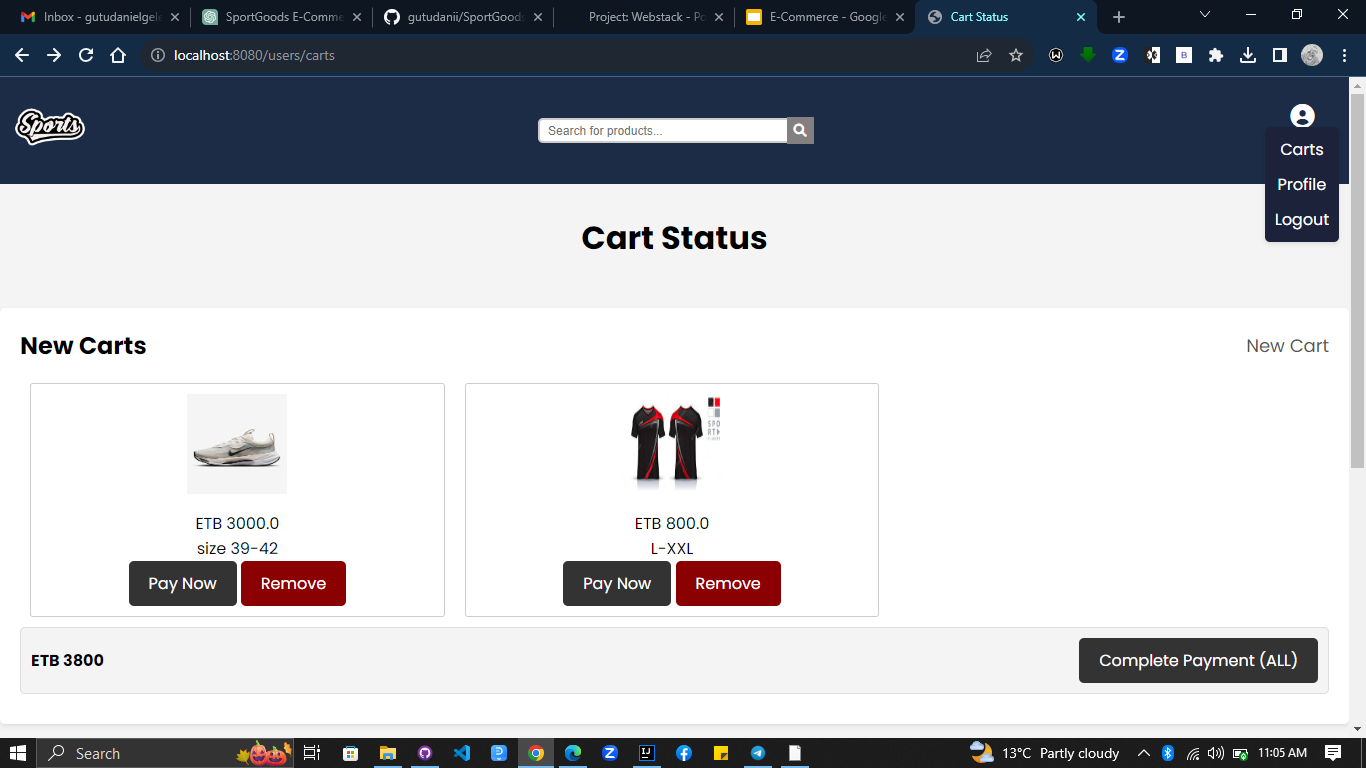 Inbox - gutudanielgele
SportGoods E-Comme
gutudanii/SportGoods
Project: Webstack - Po
E-Commerce - Google
Cart Status
localhost:8080/users/carts
Sports
Search for products...
Carts
Profile
Logout
Cart Status
New Carts
New Cart
ETB 3000.0
size 39-42
Pay Now
Remove
ETB 800.0
L-XXL
Pay Now
Remove
ETB 3800
Complete Payment (ALL)
Search
13°C Partly cloudy
11:05 AM